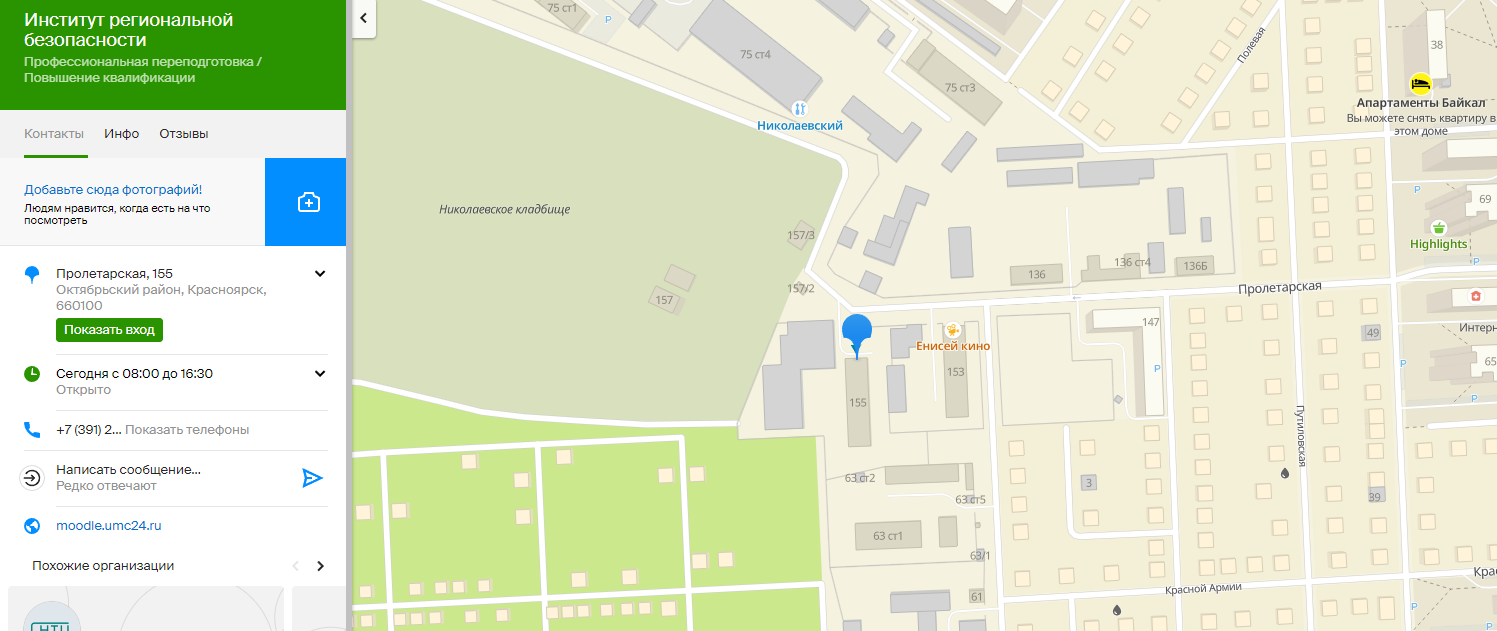 Институт региональной
безопасности
Профессиональная переподготовка /
Повышение квалификации
Контакты
Инфо
Отзывы
Добавьте сюда фотографий!
Людям нравится, когда есть на что
посмотреть
Пролетарская, 155
Октябрьский район, Красноярск,
660100
Показать вход
Сегодня с 08:00 до 16:30
Открыто
+7 (391) 2... Показать телефоны
Написать сообщение...
Редко отвечают
moodle.umc24.ru
Похожие организации
75 ст1
P
75 ст4
Николаевский
75 ст3
Полевая
38
Апартаменты Байкал
Вы можете снять квартиру в
этом доме
P
69
Highlights
P
Николаевское кладбище
157/3
157
157/2
136
136 ст4
136Б
Пролетарская
Енисей кино
153
155
147
P
49
Интерн
65
P
P
Путиловская
63 ст2
63 ст5
3
39
63 ст1
63/1
61
Красной Армии
Кра
P
P